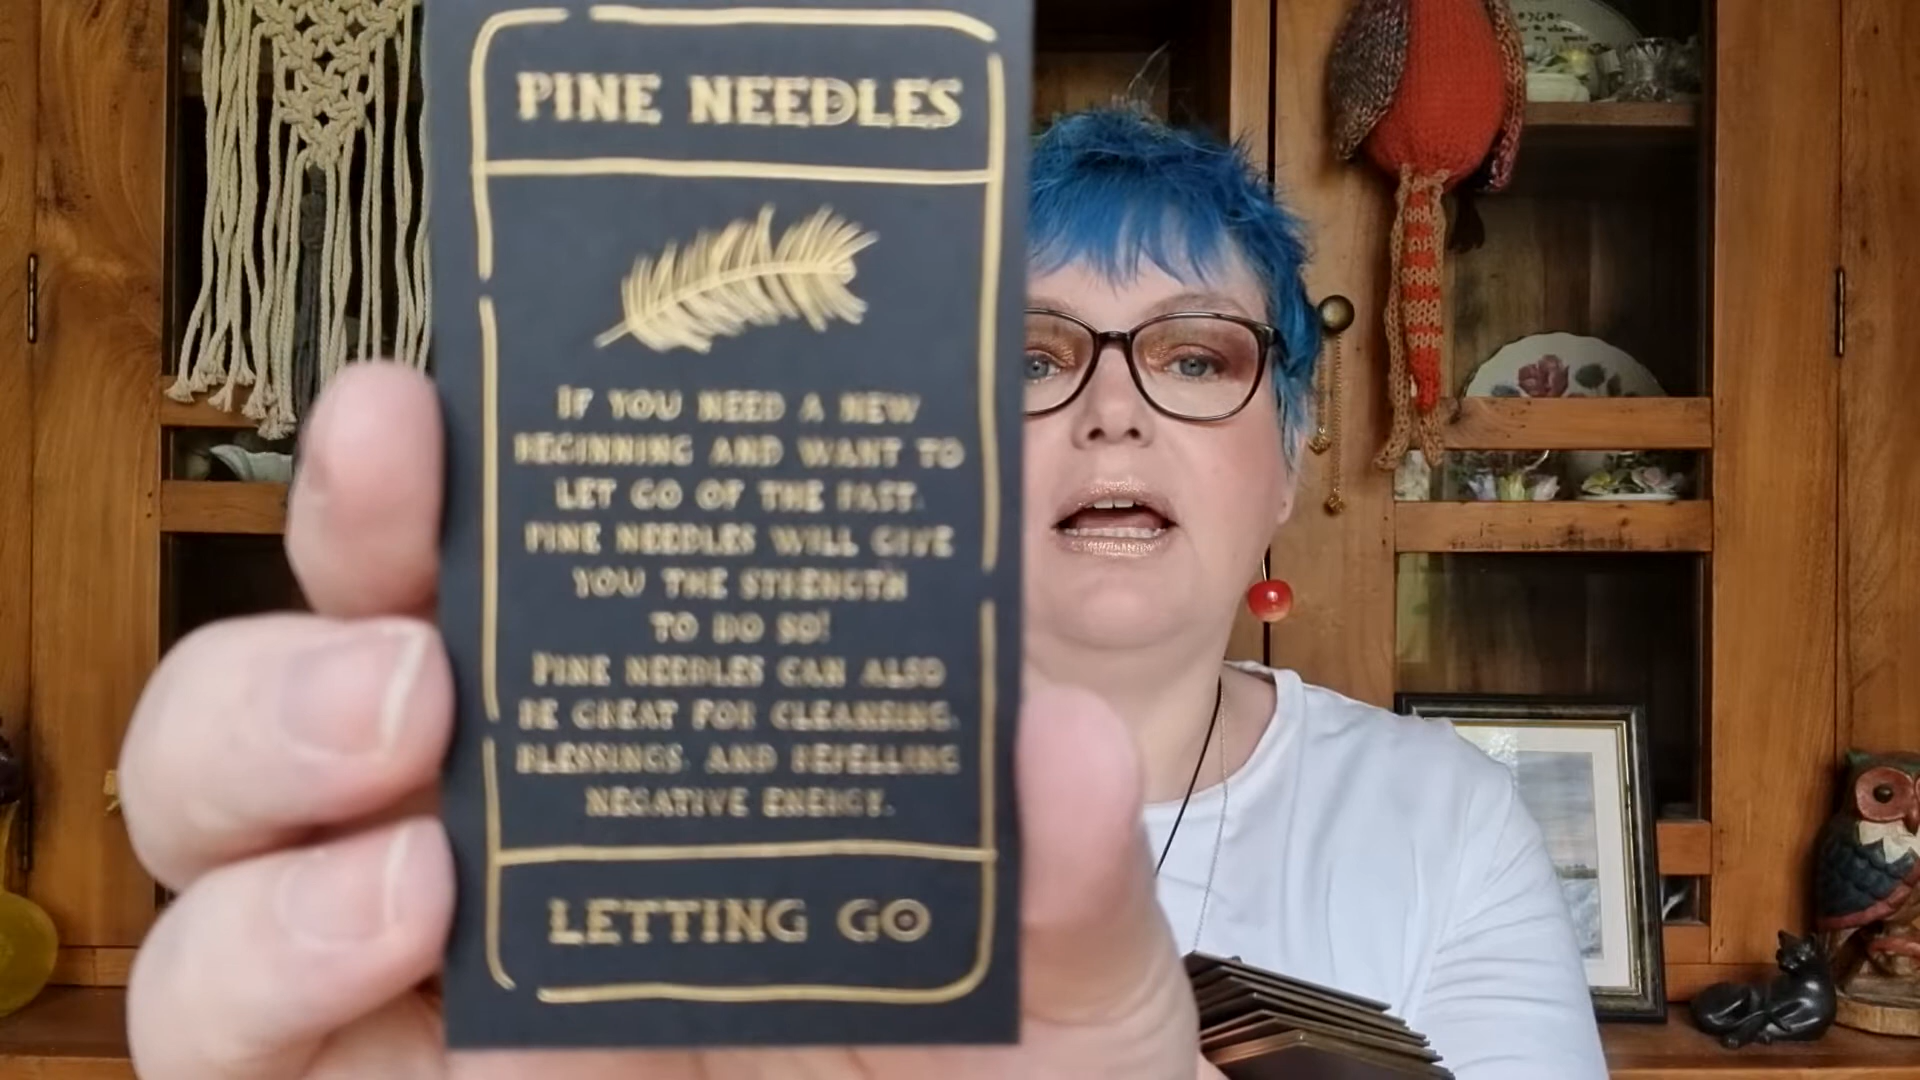 PINE NEEDLES
IF YOU NEED A NEW
BEGINNING AND WANT TO
LET GO OF THE PAST.
PINE NEEDLES WILL GIVE
YOU THE STRENGTH
TO DO SO!
PINE NEEDLES CAN ALSO
BE GREAT FOR CLEANSING,
BLESSINGS, AND REPELLING
NEGATIVE ENERGY.
LETTING GO